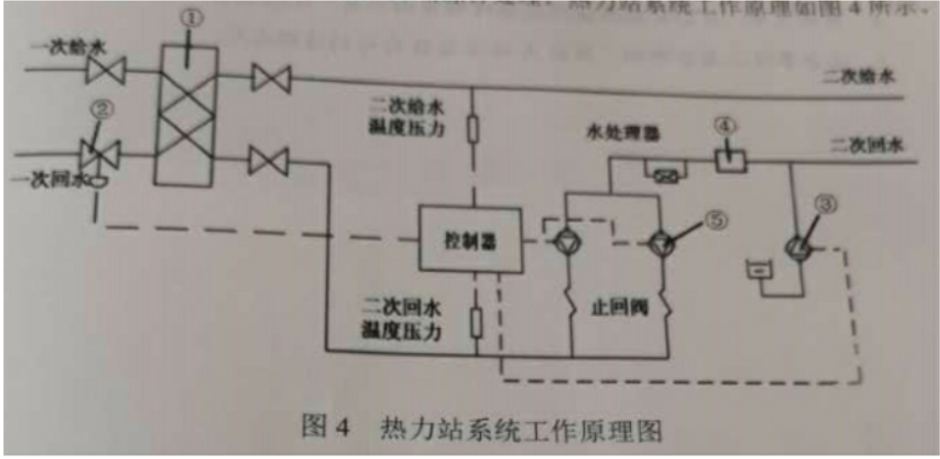 热力站系统工作原理如图4所示。
①
一次给水
二次给水
二次给水
温度压力
水处理器
④
②
二次回水
一次回水
③
⑤
控制器
二次回水
温度压力
止回阀
图4 热力站系统工作原理图